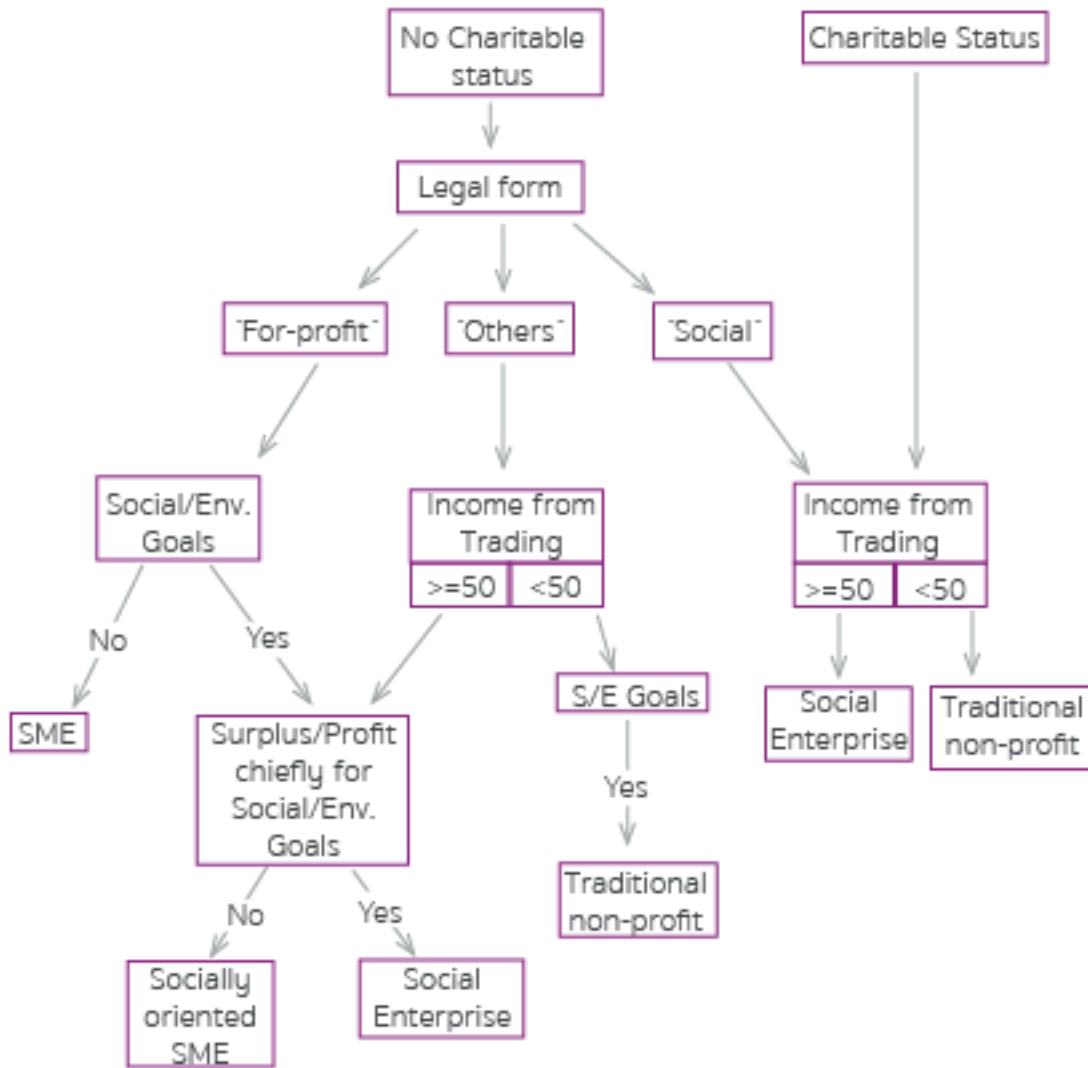 No Charitable
status
Charitable Status
Legal form
¯For-profit¯
¯Others¯
¯Social¯
Social/Env.
Goals
Income from
Trading
>=50
<50
Income from
Trading
>=50
<50
No
Yes
S/E Goals
Social
Enterprise
Traditional
non-profit
SME
Surplus/Profit
chiefly for
Social/Env.
Goals
Yes
Traditional
non-profit
No
Yes
Socially
oriented
SME
Social
Enterprise